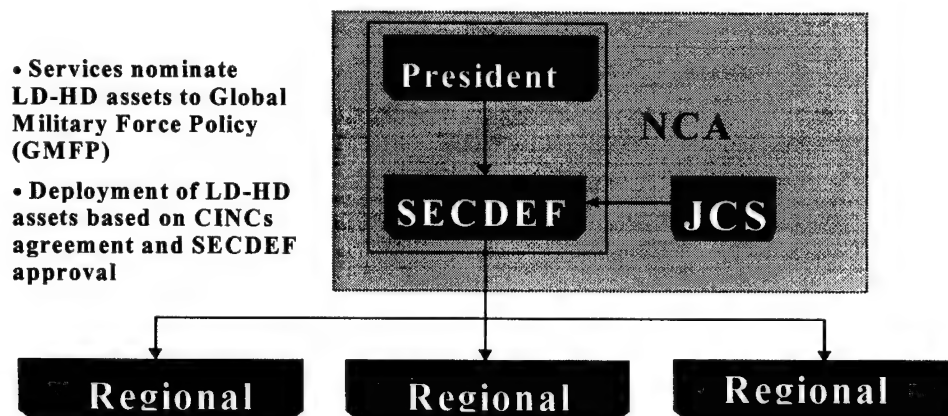 • Services nominate
LD-HD assets to Global
Military Force Policy
(GMFP)
• Deployment of LD-HD
assets based on CINCs
agreement and SECDEF
approval
President
NCA
SECDEF
JCS
Regional
Regional
Regional